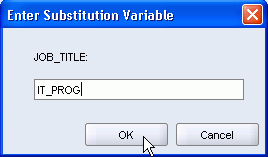 Enter Substitution Variable
JOB_TITLE:
IT_PROG
OK
Cancel